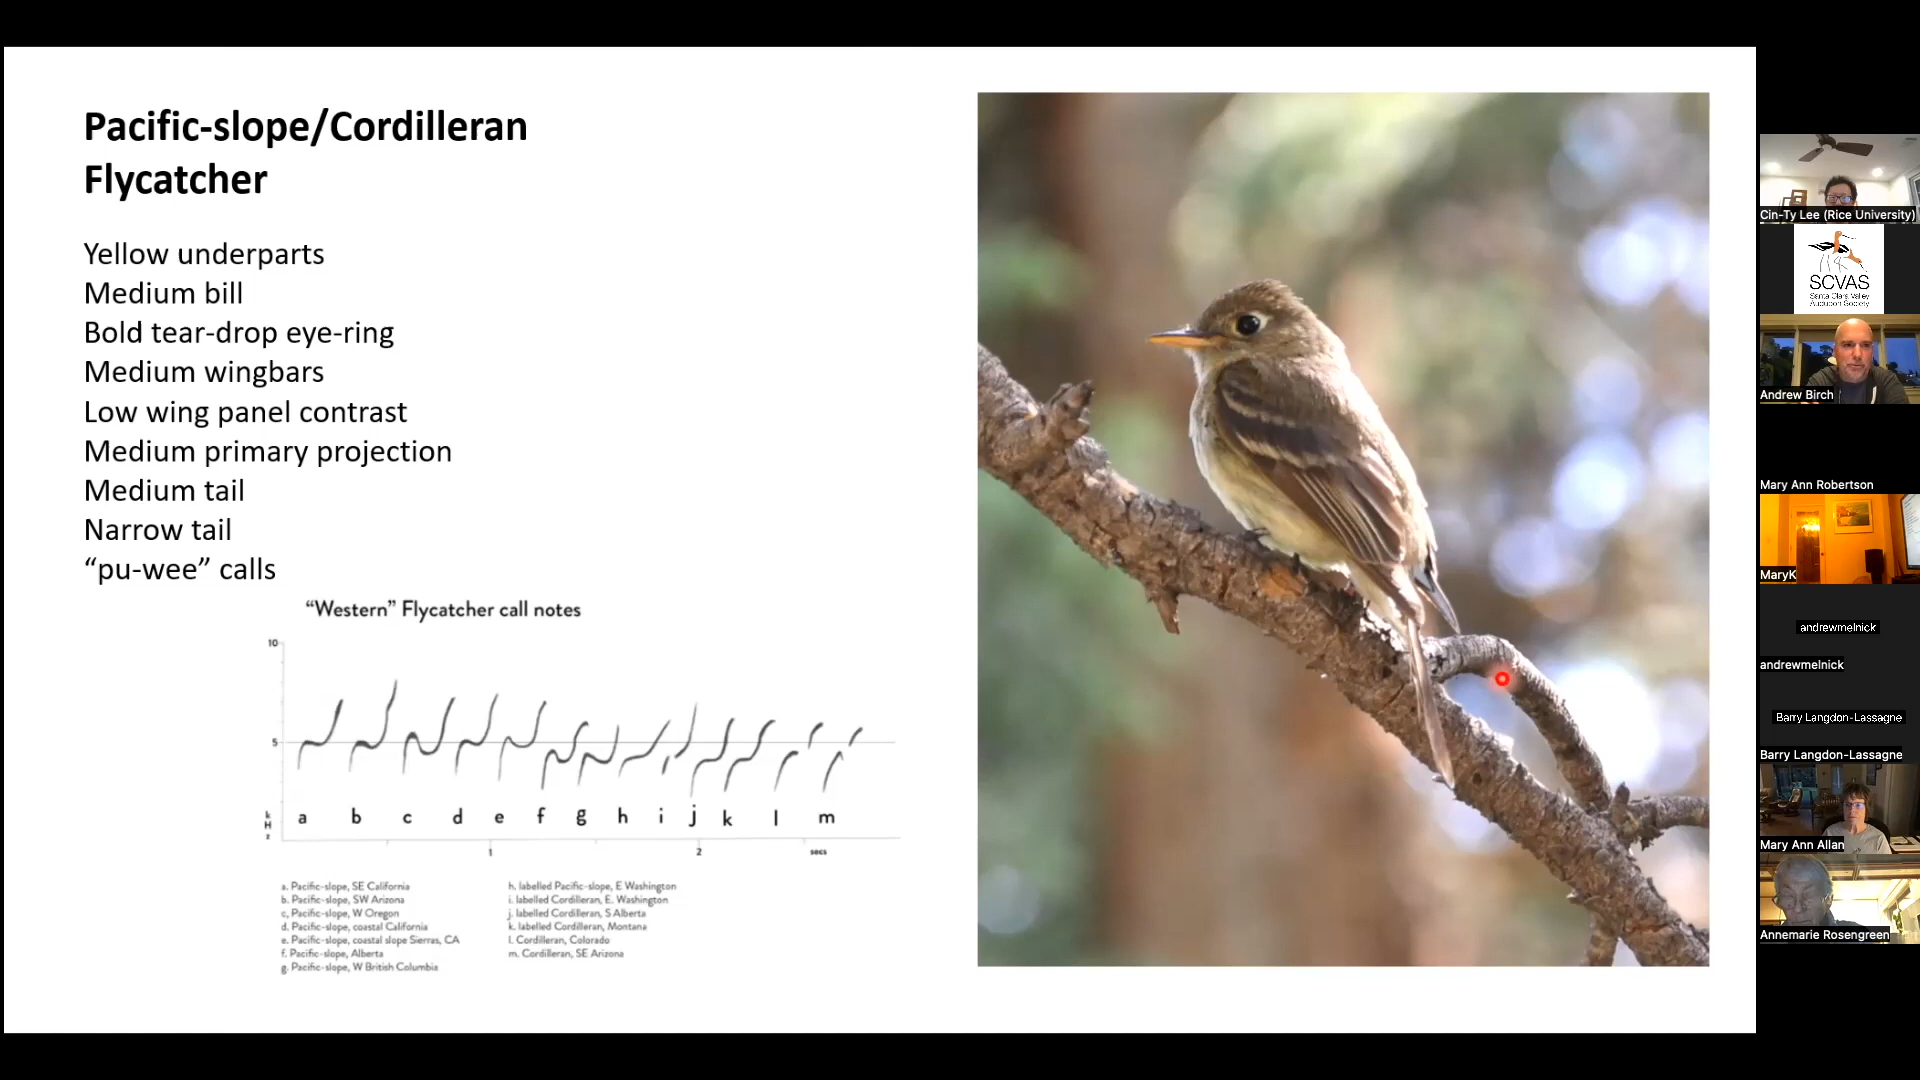 Pacific-slope/Cordilleran
Flycatcher
Yellow underparts
Medium bill
Bold tear-drop eye-ring
Medium wingbars
Low wing panel contrast
Medium primary projection
Medium tail
Narrow tail
“pu-wee” calls
“Western” Flycatcher call notes
10
5
k
H
z
a b c d e f g h i j k l m
1 2 secs
a. Pacific-slope, SE California
b. Pacific-slope, SW Arizona
c, Pacific-slope, W Oregon
d. Pacific-slope, coastal California
e. Pacific-slope, coastal slope Sierras, CA
f. Pacific-slope, Alberta
g. Pacific-slope, W British Columbia
h. labelled Pacific-slope, E Washington
i. labelled Cordilleran, E. Washington
j. labelled Cordilleran, S Alberta
k. labelled Cordilleran, Montana
l. Cordilleran, Colorado
m. Cordilleran, SE Arizona
Cin-Ty Lee (Rice University)
SCVAS
Santa Clara Valley
Audubon Society
Andrew Birch
Mary Ann Robertson
MaryK
andrewmelnick
andrewmelnick
Barry Langdon-Lassagne
Barry Langdon-Lassagne
Mary Ann Allan
Annemarie Rosengreen